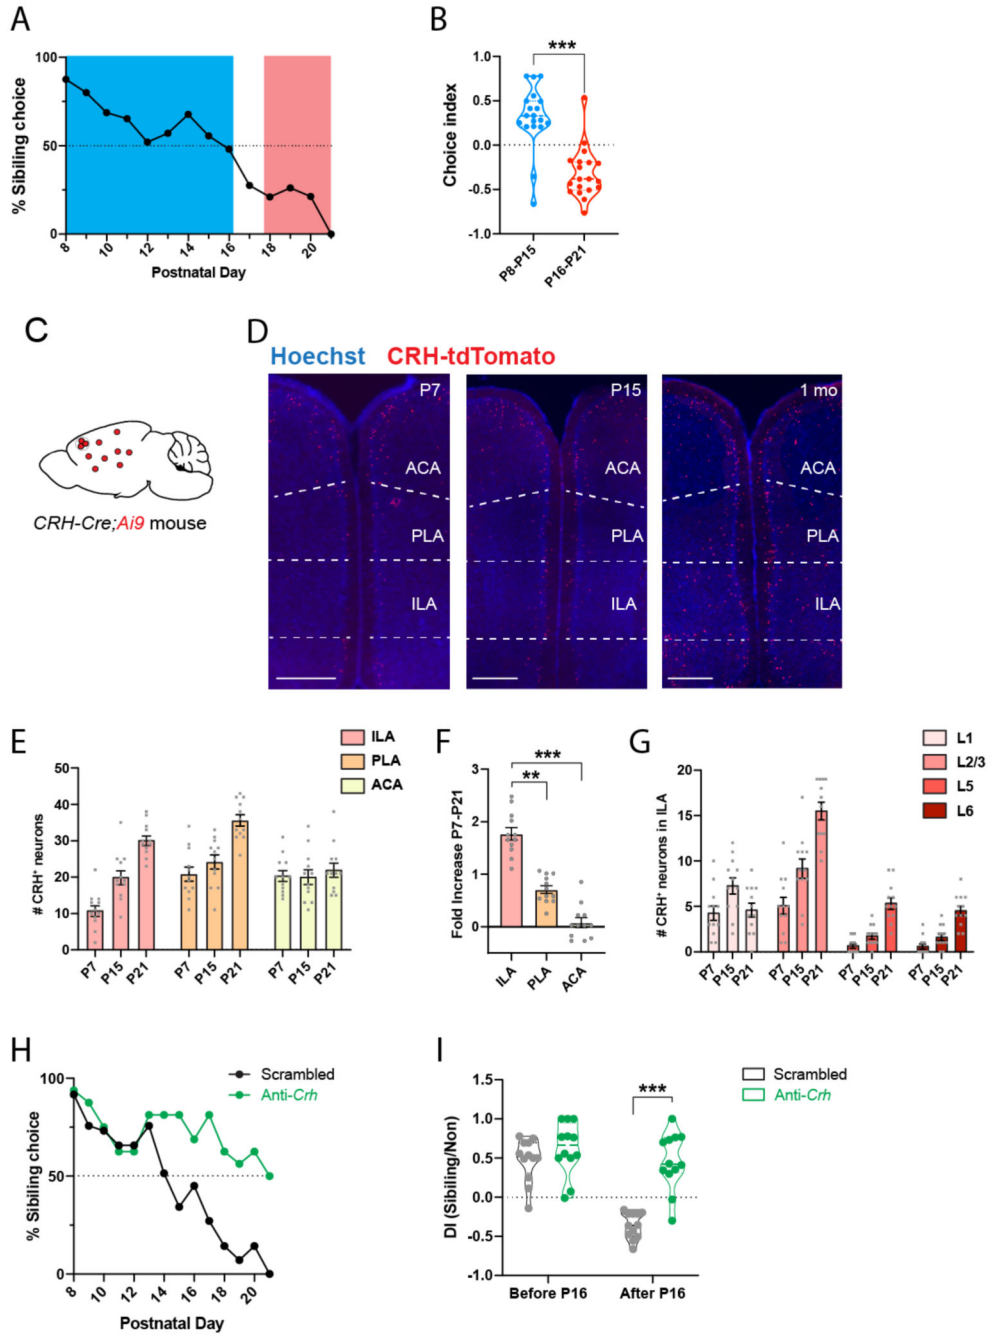 A
% Sibiling choice
100
50
0
8
10
12
14
16
18
20
Postnatal Day
B
***
Choice index
1.0
0.5
0.0
-0.5
-1.0
P8-P15
P16-P21
C
CRH-Cre;Ai9 mouse
D
Hoechst CRH-tdTomato
P7
ACA
PLA
ILA
P15
ACA
PLA
ILA
1 mo
ACA
PLA
ILA
E
ILA
PLA
ACA
# CRH+ neurons
50
40
30
20
10
0
P7
P15
P21
P7
P15
P21
P7
P15
P21
F
***
**
Fold Increase P7-P21
3
2
1
0
ILA
PLA
ACA
G
L1
L2/3
L5
L6
# CRH+ neurons in ILA
20
15
10
5
0
P7
P15
P21
P7
P15
P21
P7
P15
P21
P7
P15
P21
H
Scrambled
Anti-Crh
% Sibiling choice
100
50
0
8
10
12
14
16
18
20
Postnatal Day
I
Scrambled
Anti-Crh
***
DI (Sibiling/Non)
1.5
1.0
0.5
0.0
-0.5
-1.0
Before P16
After P16